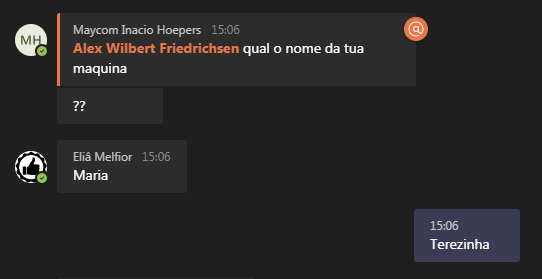 Maycom Inacio Hoepers 15:06
MH
Alex Wilbert Friedrichsen qual o nome da tua
maquina
@
??
Eliâ Melfior 15:06
Maria
15:06
Terezinha